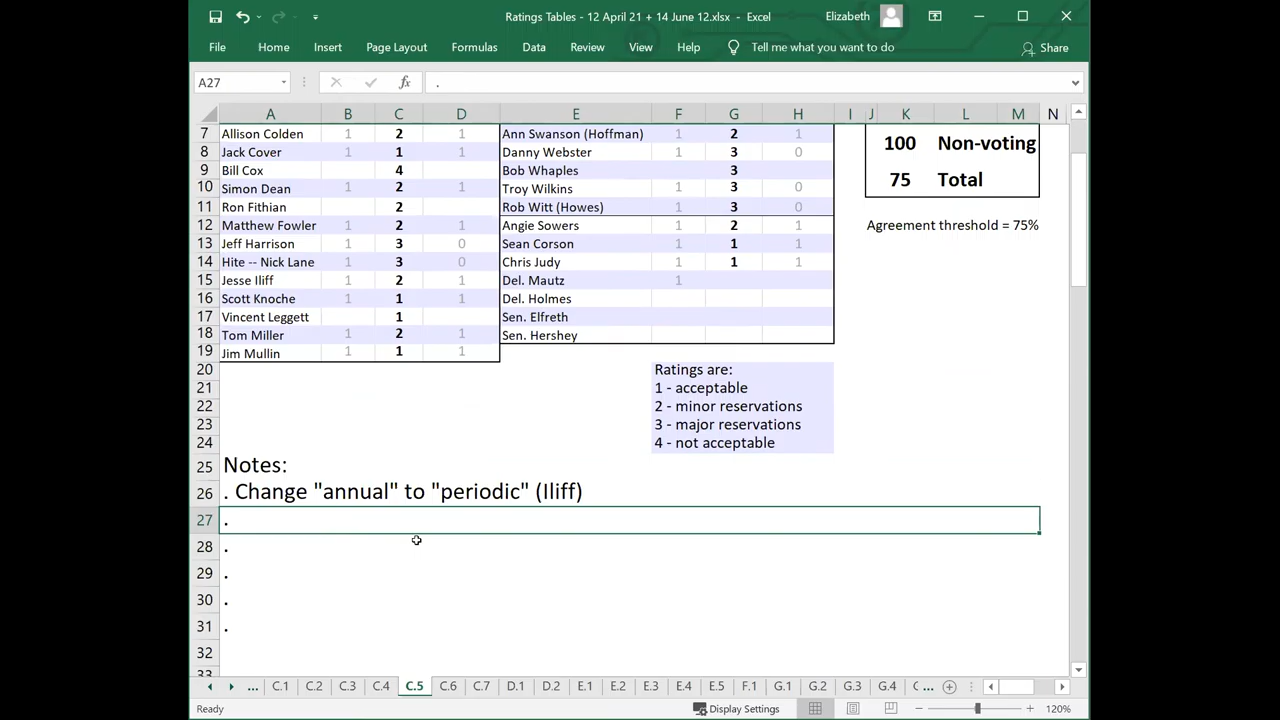 Ratings Tables - 12 April 21 + 14 June 12.xlsx - Excel
Elizabeth
File Home Insert Page Layout Formulas Data Review View Help Tell me what you want to do Share
A27 fx .
A B C D E F G H I J K L M N
7 Allison Colden 1 2 1 Ann Swanson (Hoffman) 1 2 1 100 Non-voting
8 Jack Cover 1 1 1 Danny Webster 1 3 0
9 Bill Cox 4 Bob Whaples 3
10 Simon Dean 1 2 1 Troy Wilkins 1 3 0 75 Total
11 Ron Fithian 2 Rob Witt (Howes) 1 3 0
12 Matthew Fowler 1 2 1 Angie Sowers 1 2 1 Agreement threshold = 75%
13 Jeff Harrison 1 3 0 Sean Corson 1 1 1
14 Hite -- Nick Lane 1 3 0 Chris Judy 1 1 1
15 Jesse Iliff 1 2 1 Del. Mautz 1
16 Scott Knoche 1 1 1 Del. Holmes
17 Vincent Leggett 1 Sen. Elfreth
18 Tom Miller 1 2 1 Sen. Hershey
19 Jim Mullin 1 1 1
20 Ratings are:
21 1 - acceptable
22 2 - minor reservations
23 3 - major reservations
24 4 - not acceptable
25 Notes:
26 . Change "annual" to "periodic" (Iliff)
27 .
28 .
29 .
30 .
31 .
32
33
... C.1 C.2 C.3 C.4 C.5 C.6 C.7 D.1 D.2 E.1 E.2 E.3 E.4 E.5 F.1 G.1 G.2 G.3 G.4 ...
Ready Display Settings 120%